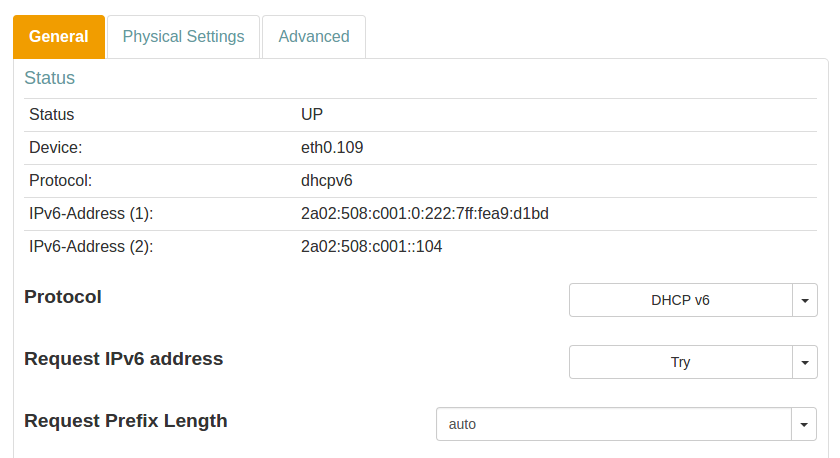 General Physical Settings Advanced
Status
Status UP
Device: eth0.109
Protocol: dhcpv6
IPv6-Address (1): 2a02:508:c001:0:222:7ff:fea9:d1bd
IPv6-Address (2): 2a02:508:c001::104
Protocol DHCP v6
Request IPv6 address Try
Request Prefix Length auto